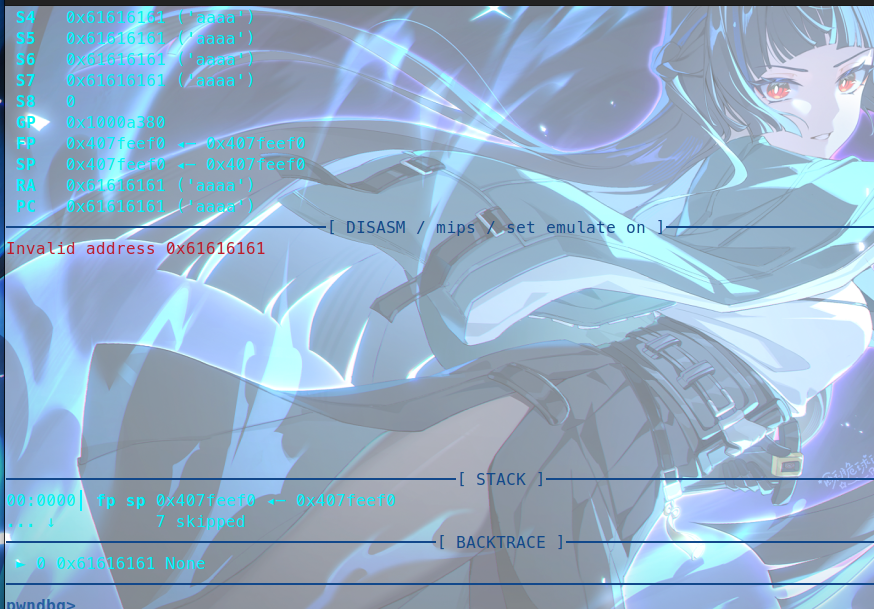 S4 0x61616161 ('aaaa')
S5 0x61616161 ('aaaa')
S6 0x61616161 ('aaaa')
S7 0x61616161 ('aaaa')
S8 0
GP 0x1000a380
FP 0x407feef0 ◂— 0x407feef0
SP 0x407feef0 ◂— 0x407feef0
RA 0x61616161 ('aaaa')
PC 0x61616161 ('aaaa')
[ DISASM / mips / set emulate on ]
Invalid address 0x61616161
[ STACK ]
00:0000│ fp sp 0x407feef0 ◂— 0x407feef0
... ↓ 7 skipped
[ BACKTRACE ]
► 0 0x61616161 None
pwndbg>